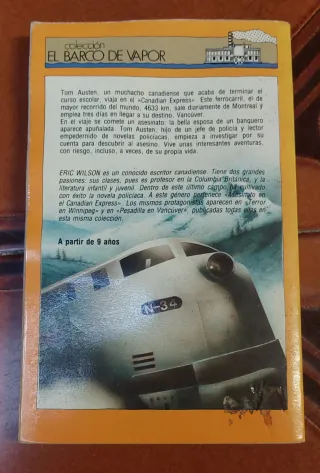 colección
EL BARCO DE VAPOR
Tom Austen, un muchacho canadiense que acaba de terminar el
curso escolar, viaja en el «Canadian Express». Este ferrocarril, el de
mayor recorrido del mundo, 4633 km, sale diariamente de Montreal y
emplea tres días en llegar a su destino, Vancúver.
En el viaje se comete un asesinato: la bella esposa de un banquero
aparece apuñalada. Tom Austen, hijo de un jefe de policía y lector
empedernido de novelas policiacas, empieza a investigar por su
cuenta para descubrir al asesino. Vive unas interesantes aventuras,
con riesgo, incluso, a veces, de su propia vida.
ERIC WILSON es un conocido escritor canadiense. Tiene dos grandes
pasiones: sus clases, pues es profesor en la Columbia Británica, y la
literatura infantil y juvenil. Dentro de este último campo ha cultivado
con éxito la novela policiaca. A este género pertenece «Asesinato en
el Canadian Express». Los mismos protagonistas aparecen en «Terror
en Winnipeg» y en «Pesadilla en Vancúver», publicadas todas ellas en
esta misma colección.
A partir de 9 años
N-34